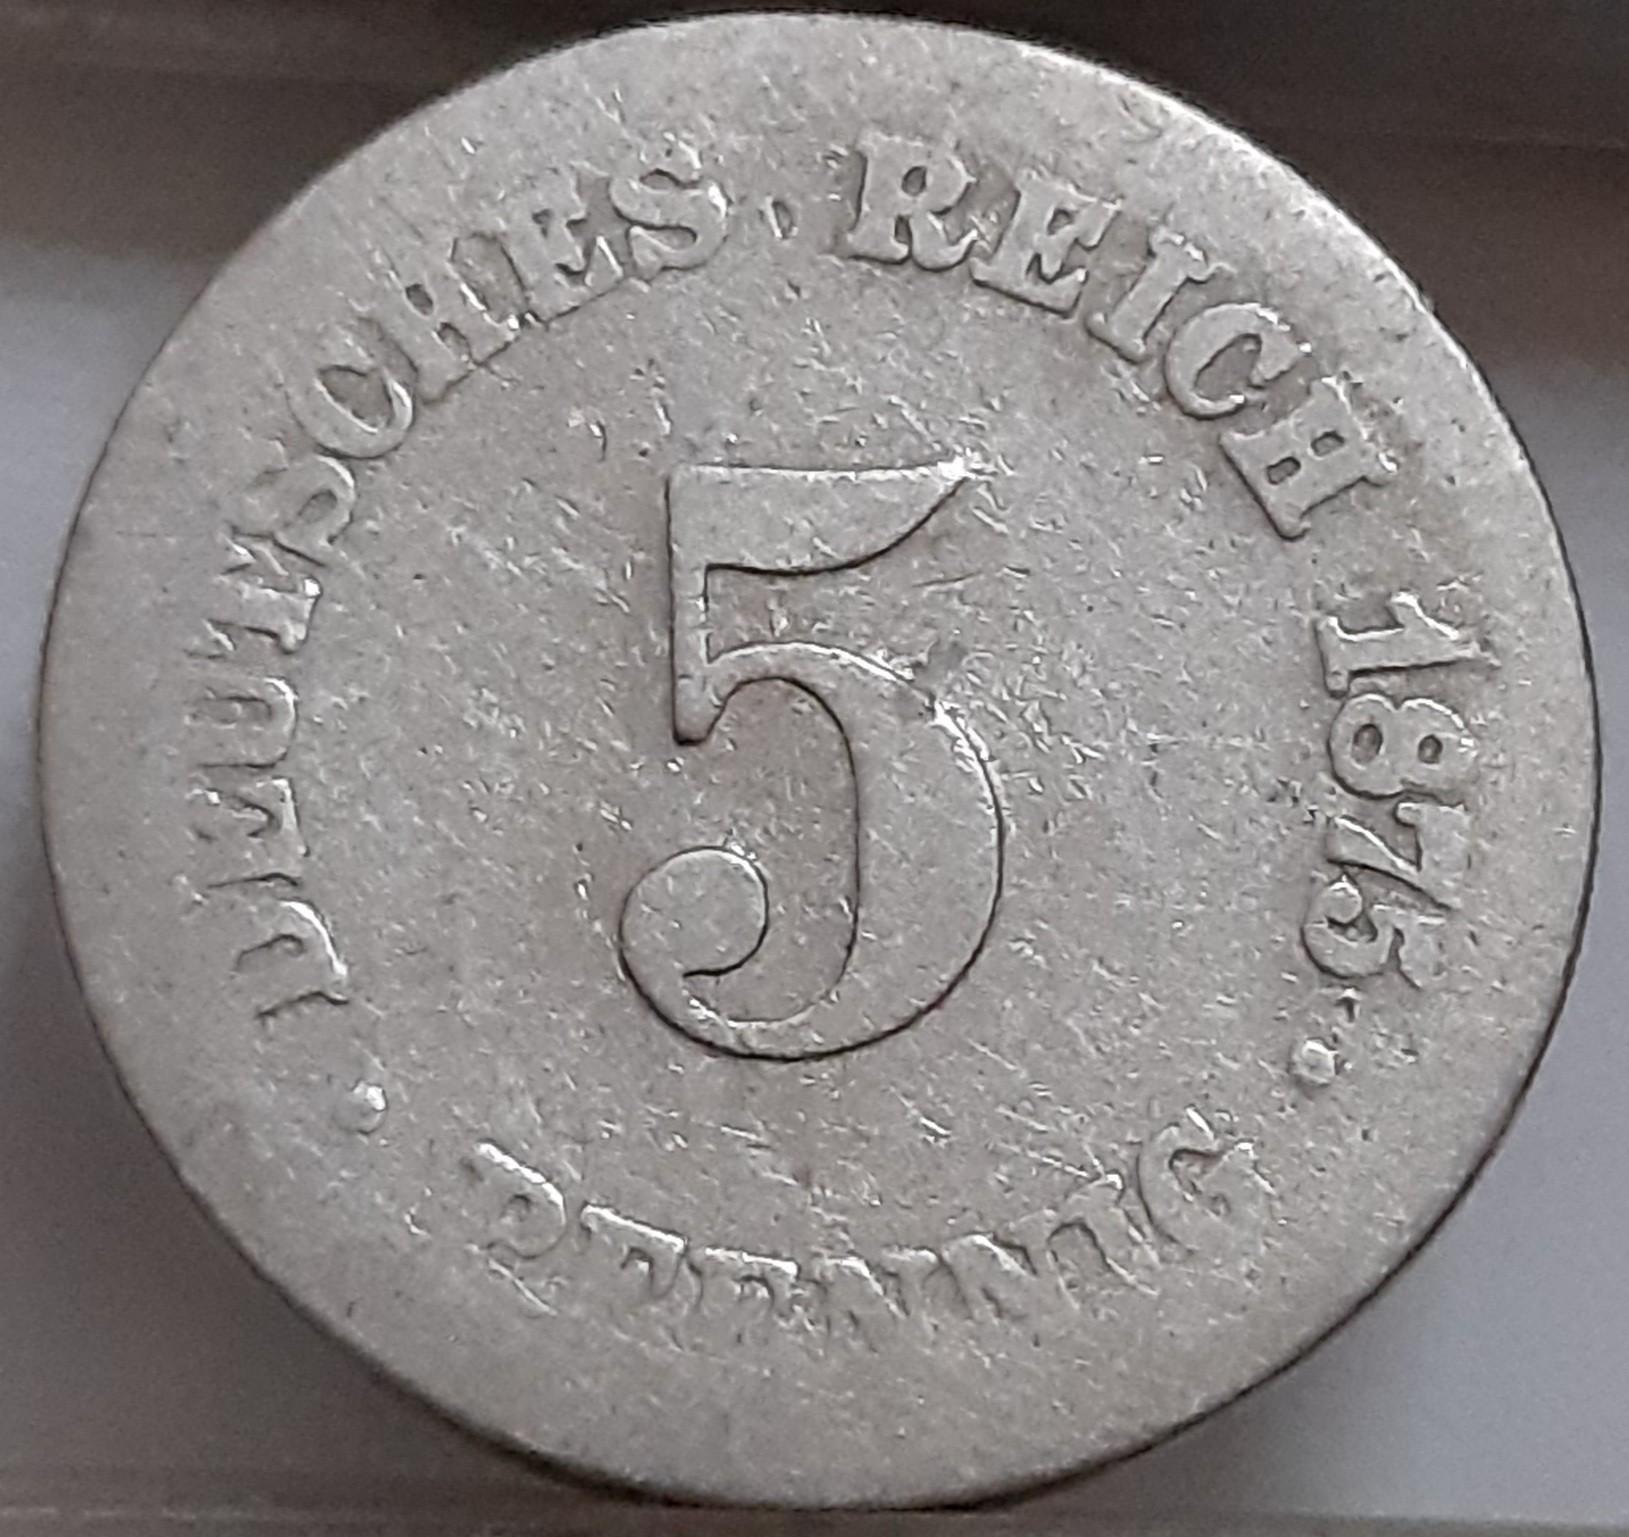 DEUTSCHES · REICH 1875 ·
5
· PFENNIG